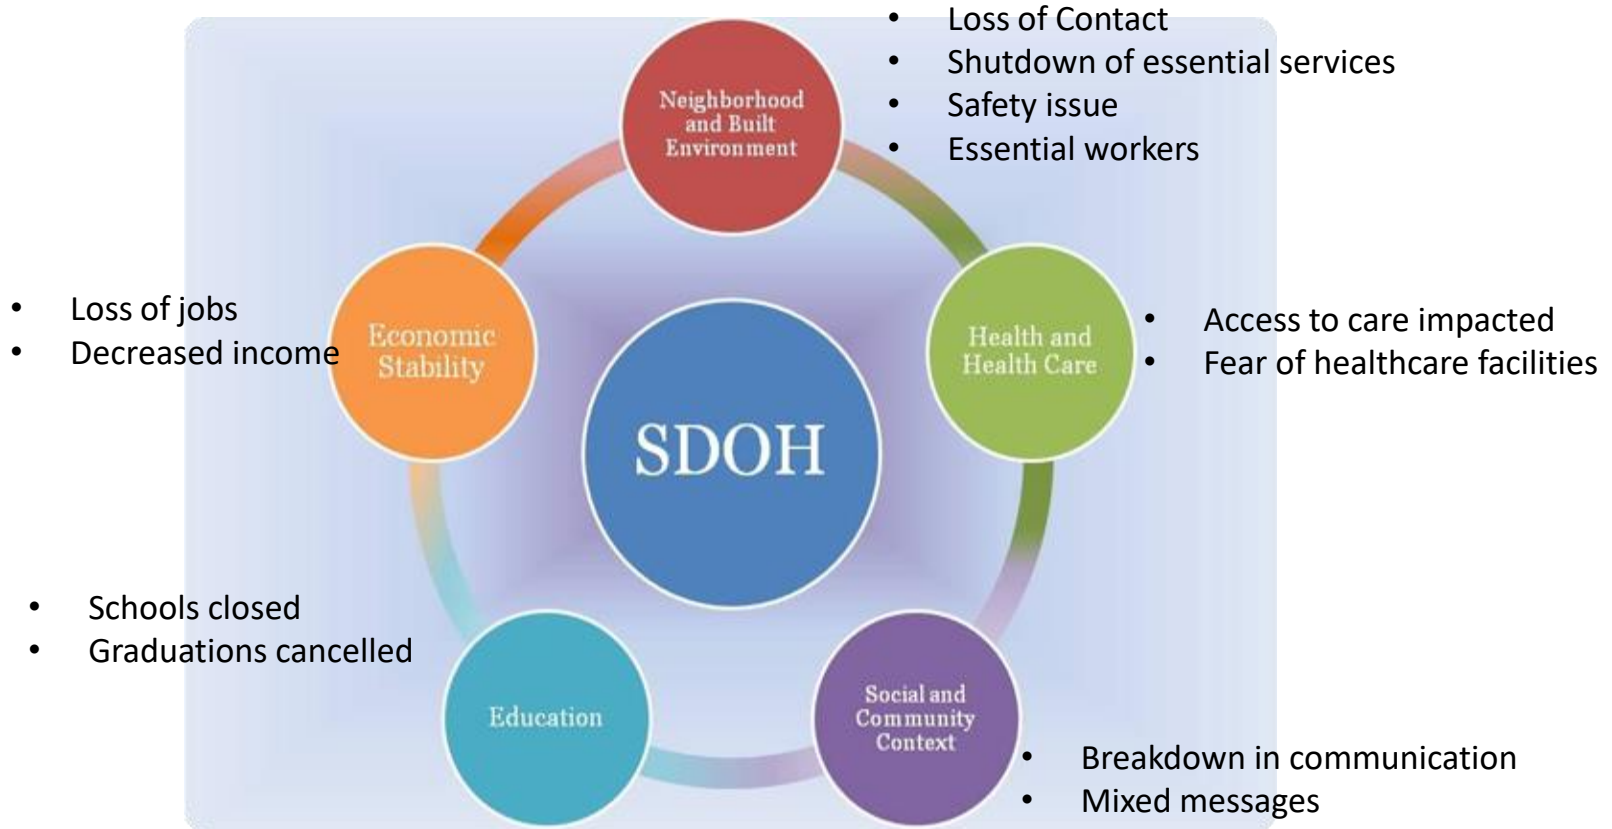 • Loss of Contact
• Shutdown of essential services
• Safety issue
• Essential workers
Neighborhood
and Built
Environment
• Loss of jobs
• Decreased income
Economic
Stability
Health and
Health Care
• Access to care impacted
• Fear of healthcare facilities
SDOH
• Schools closed
• Graduations cancelled
Education
Social and
Community
Context
• Breakdown in communication
• Mixed messages